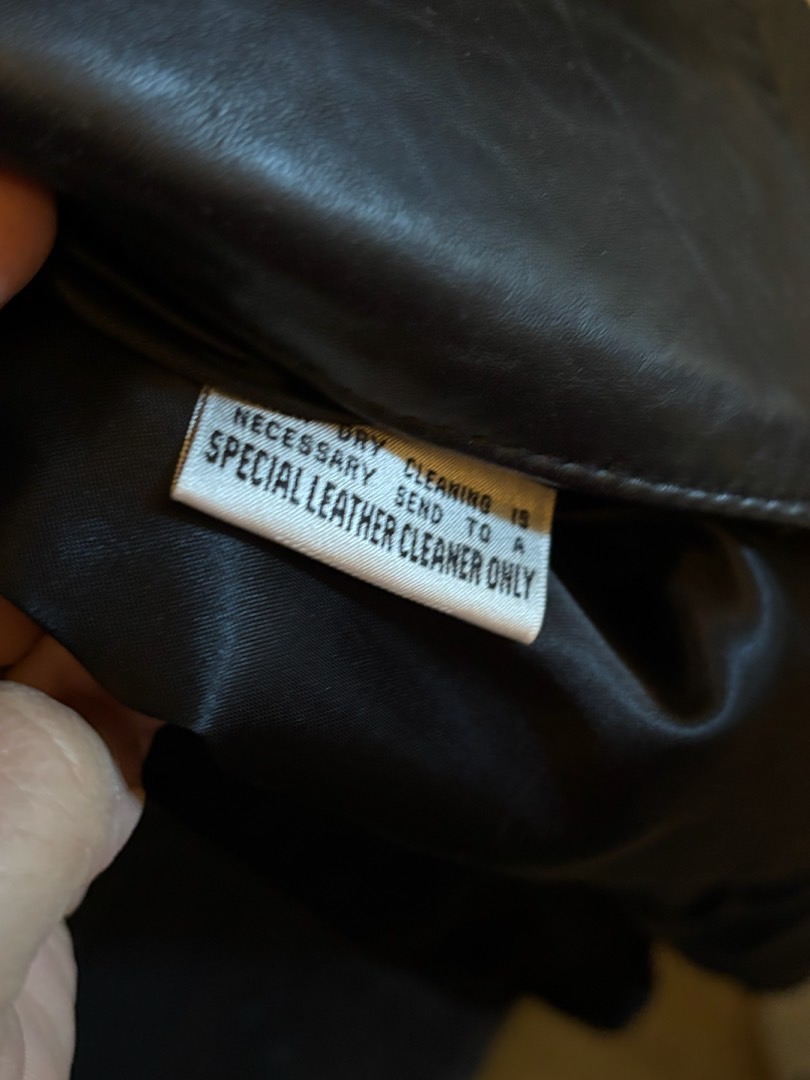 DRY CLEANING IS
NECESSARY SEND TO A
SPECIAL LEATHER CLEANER ONLY